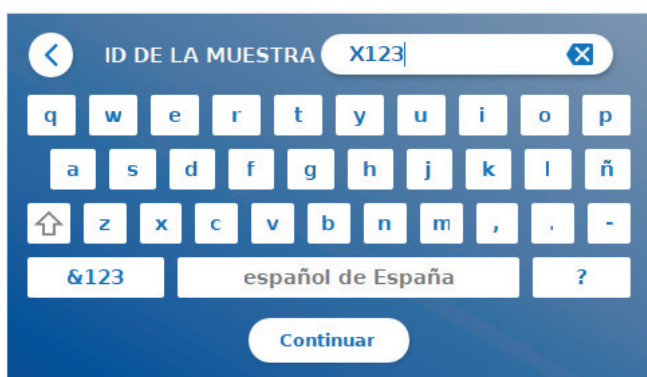 ID DE LA MUESTRA X123
q w e r t y u i o p
a s d f g h j k l ñ
z x c v b n m , . -
&123 español de España ?
Continuar